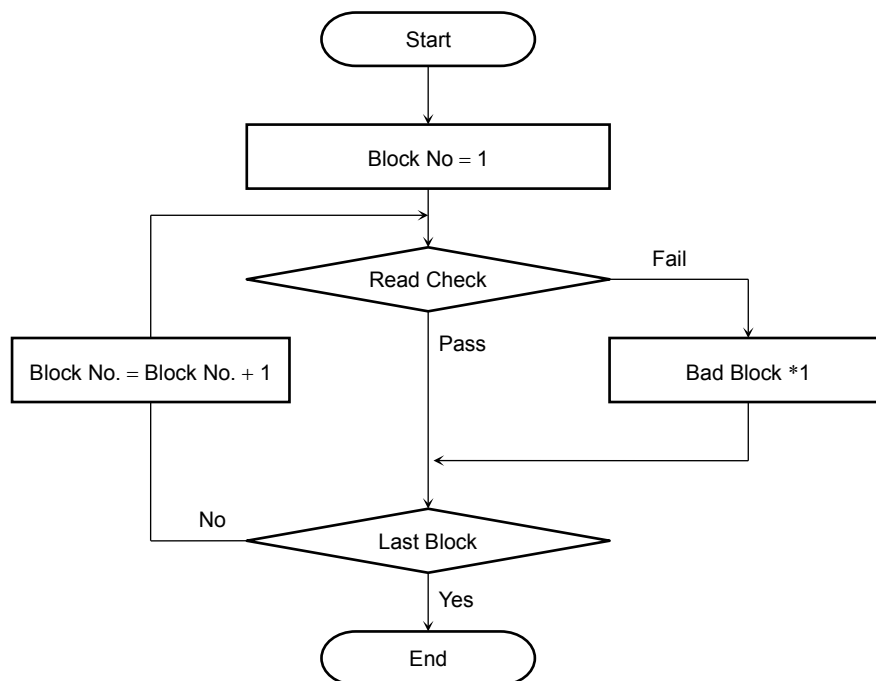 Start
Block No = 1
Read Check
Fail
Pass
Block No. = Block No. + 1
Bad Block *1
No
Last Block
Yes
End